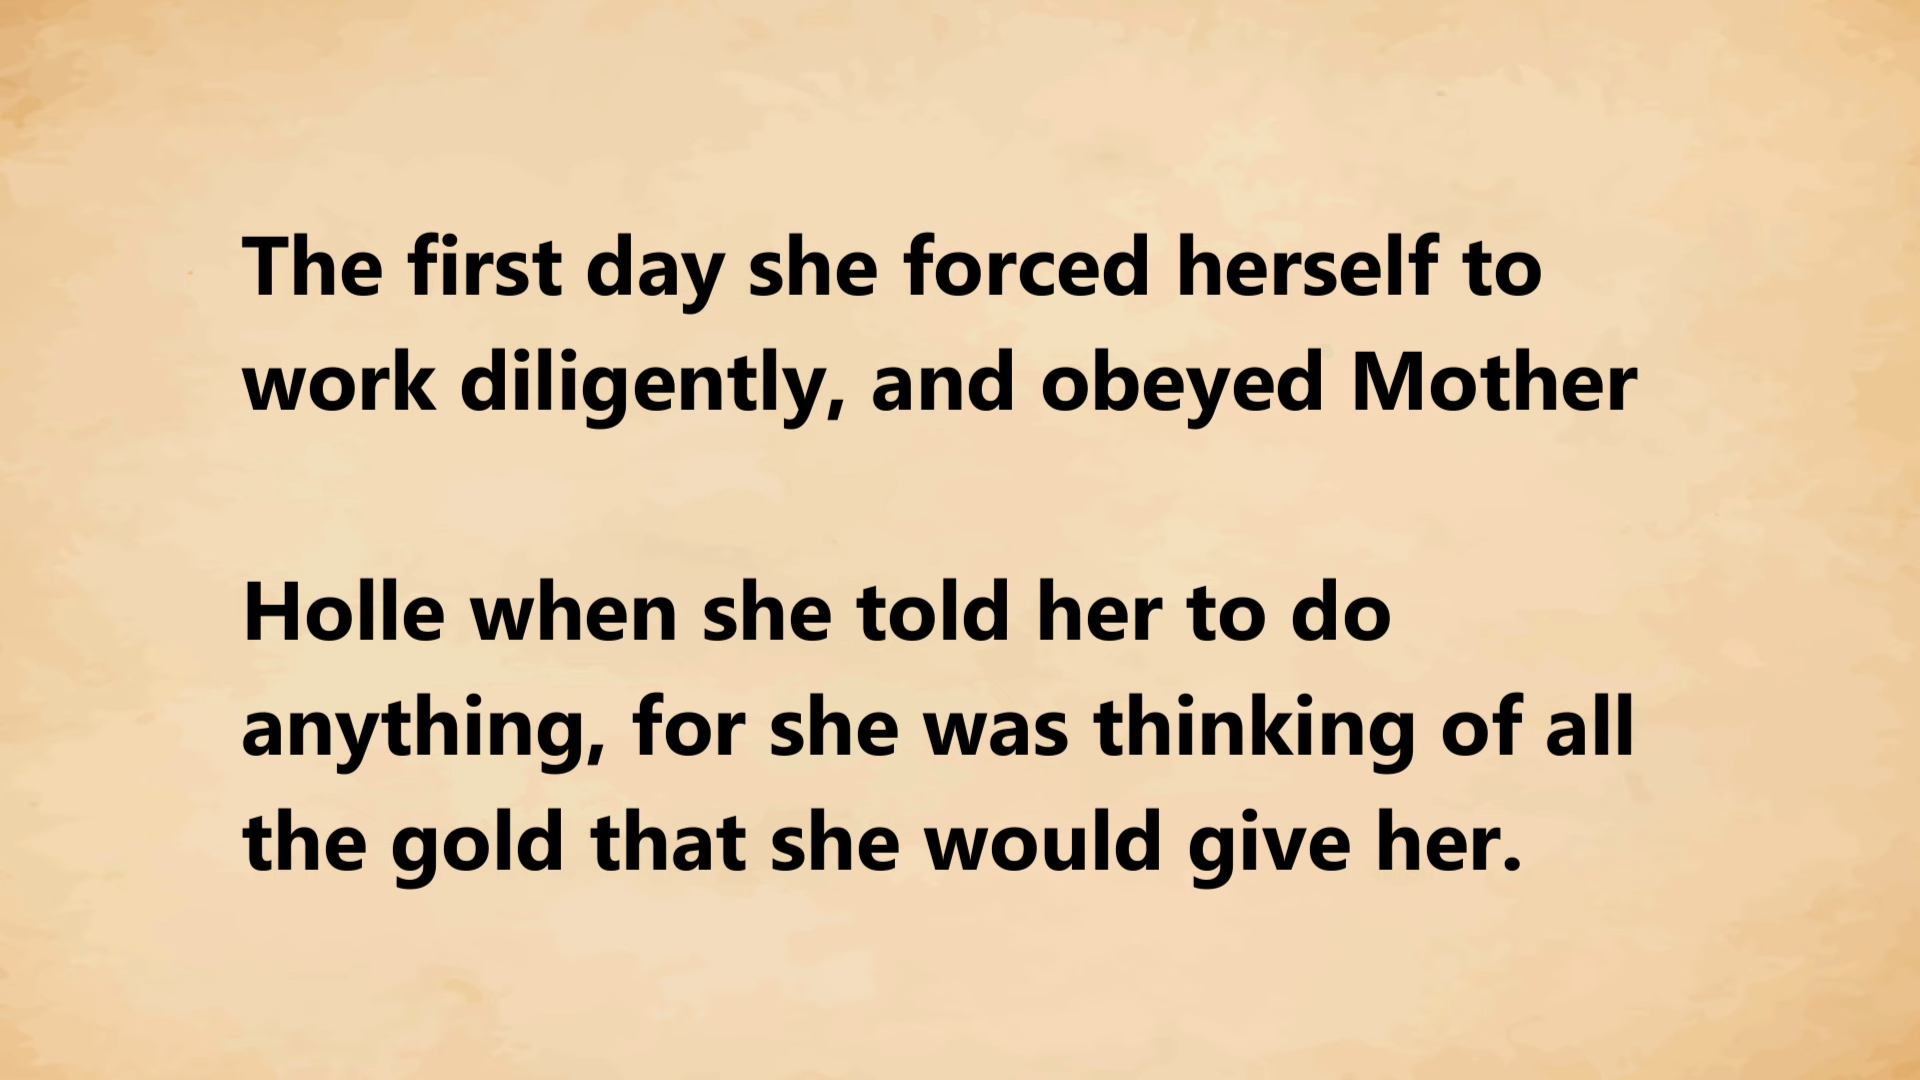 The first day she forced herself to
work diligently, and obeyed Mother
Holle when she told her to do
anything, for she was thinking of all
the gold that she would give her.